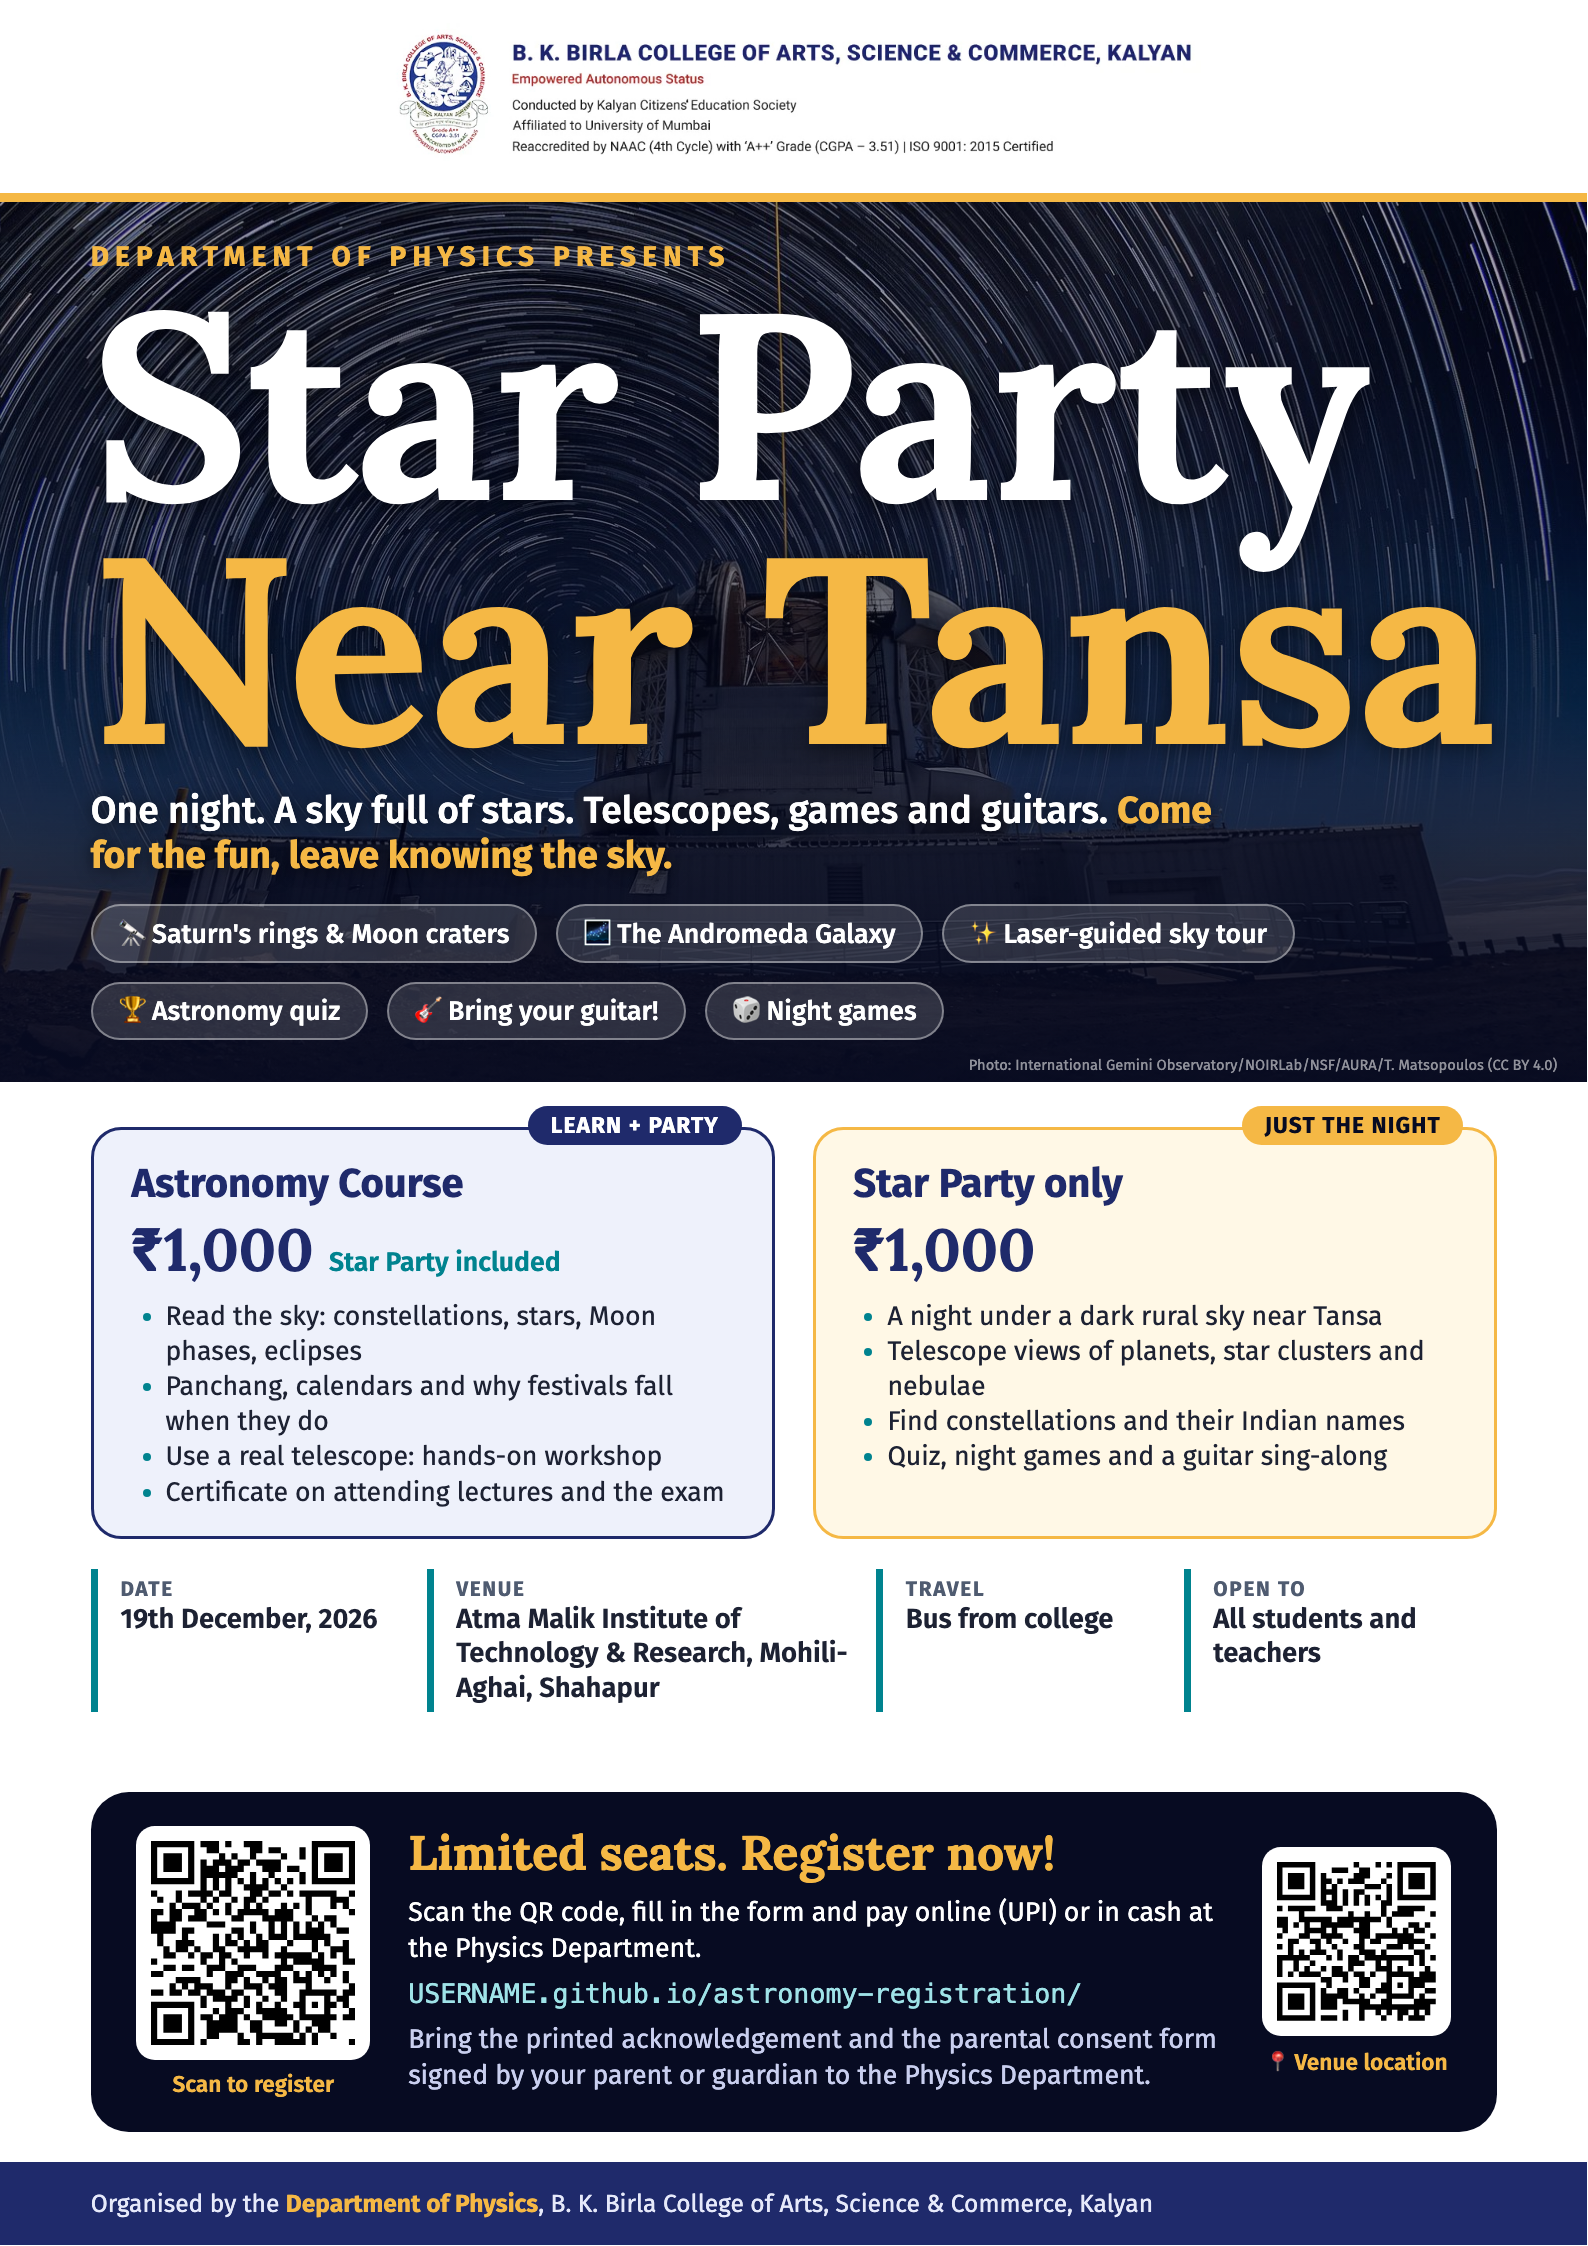 B. K. BIRLA COLLEGE OF ARTS, SCIENCE & COMMERCE, KALYAN
Empowered Autonomous Status
Conducted by Kalyan Citizens' Education Society
Affiliated to University of Mumbai
Reaccredited by NAAC (4th Cycle) with ‘A++’ Grade (CGPA – 3.51) | ISO 9001: 2015 Certified
DEPARTMENT OF PHYSICS PRESENTS
Star Party
Near Tansa
One night. A sky full of stars. Telescopes, games and guitars. Come
for the fun, leave knowing the sky.
🔭 Saturn's rings & Moon craters
🌌 The Andromeda Galaxy
✨ Laser-guided sky tour
🏆 Astronomy quiz
🎸 Bring your guitar!
🎲 Night games
Photo: International Gemini Observatory/NOIRLab/NSF/AURA/T. Matsopoulos (CC BY 4.0)
LEARN + PARTY
Astronomy Course
₹1,000 Star Party included
• Read the sky: constellations, stars, Moon
phases, eclipses
• Panchang, calendars and why festivals fall
when they do
• Use a real telescope: hands-on workshop
• Certificate on attending lectures and the exam
JUST THE NIGHT
Star Party only
₹1,000
• A night under a dark rural sky near Tansa
• Telescope views of planets, star clusters and
nebulae
• Find constellations and their Indian names
• Quiz, night games and a guitar sing-along
DATE
19th December, 2026
VENUE
Atma Malik Institute of
Technology & Research, Mohili-
Aghai, Shahapur
TRAVEL
Bus from college
OPEN TO
All students and
teachers
Scan to register
Limited seats. Register now!
Scan the QR code, fill in the form and pay online (UPI) or in cash at
the Physics Department.
USERNAME.github.io/astronomy-registration/
Bring the printed acknowledgement and the parental consent form
signed by your parent or guardian to the Physics Department.
📍 Venue location
Organised by the Department of Physics, B. K. Birla College of Arts, Science & Commerce, Kalyan